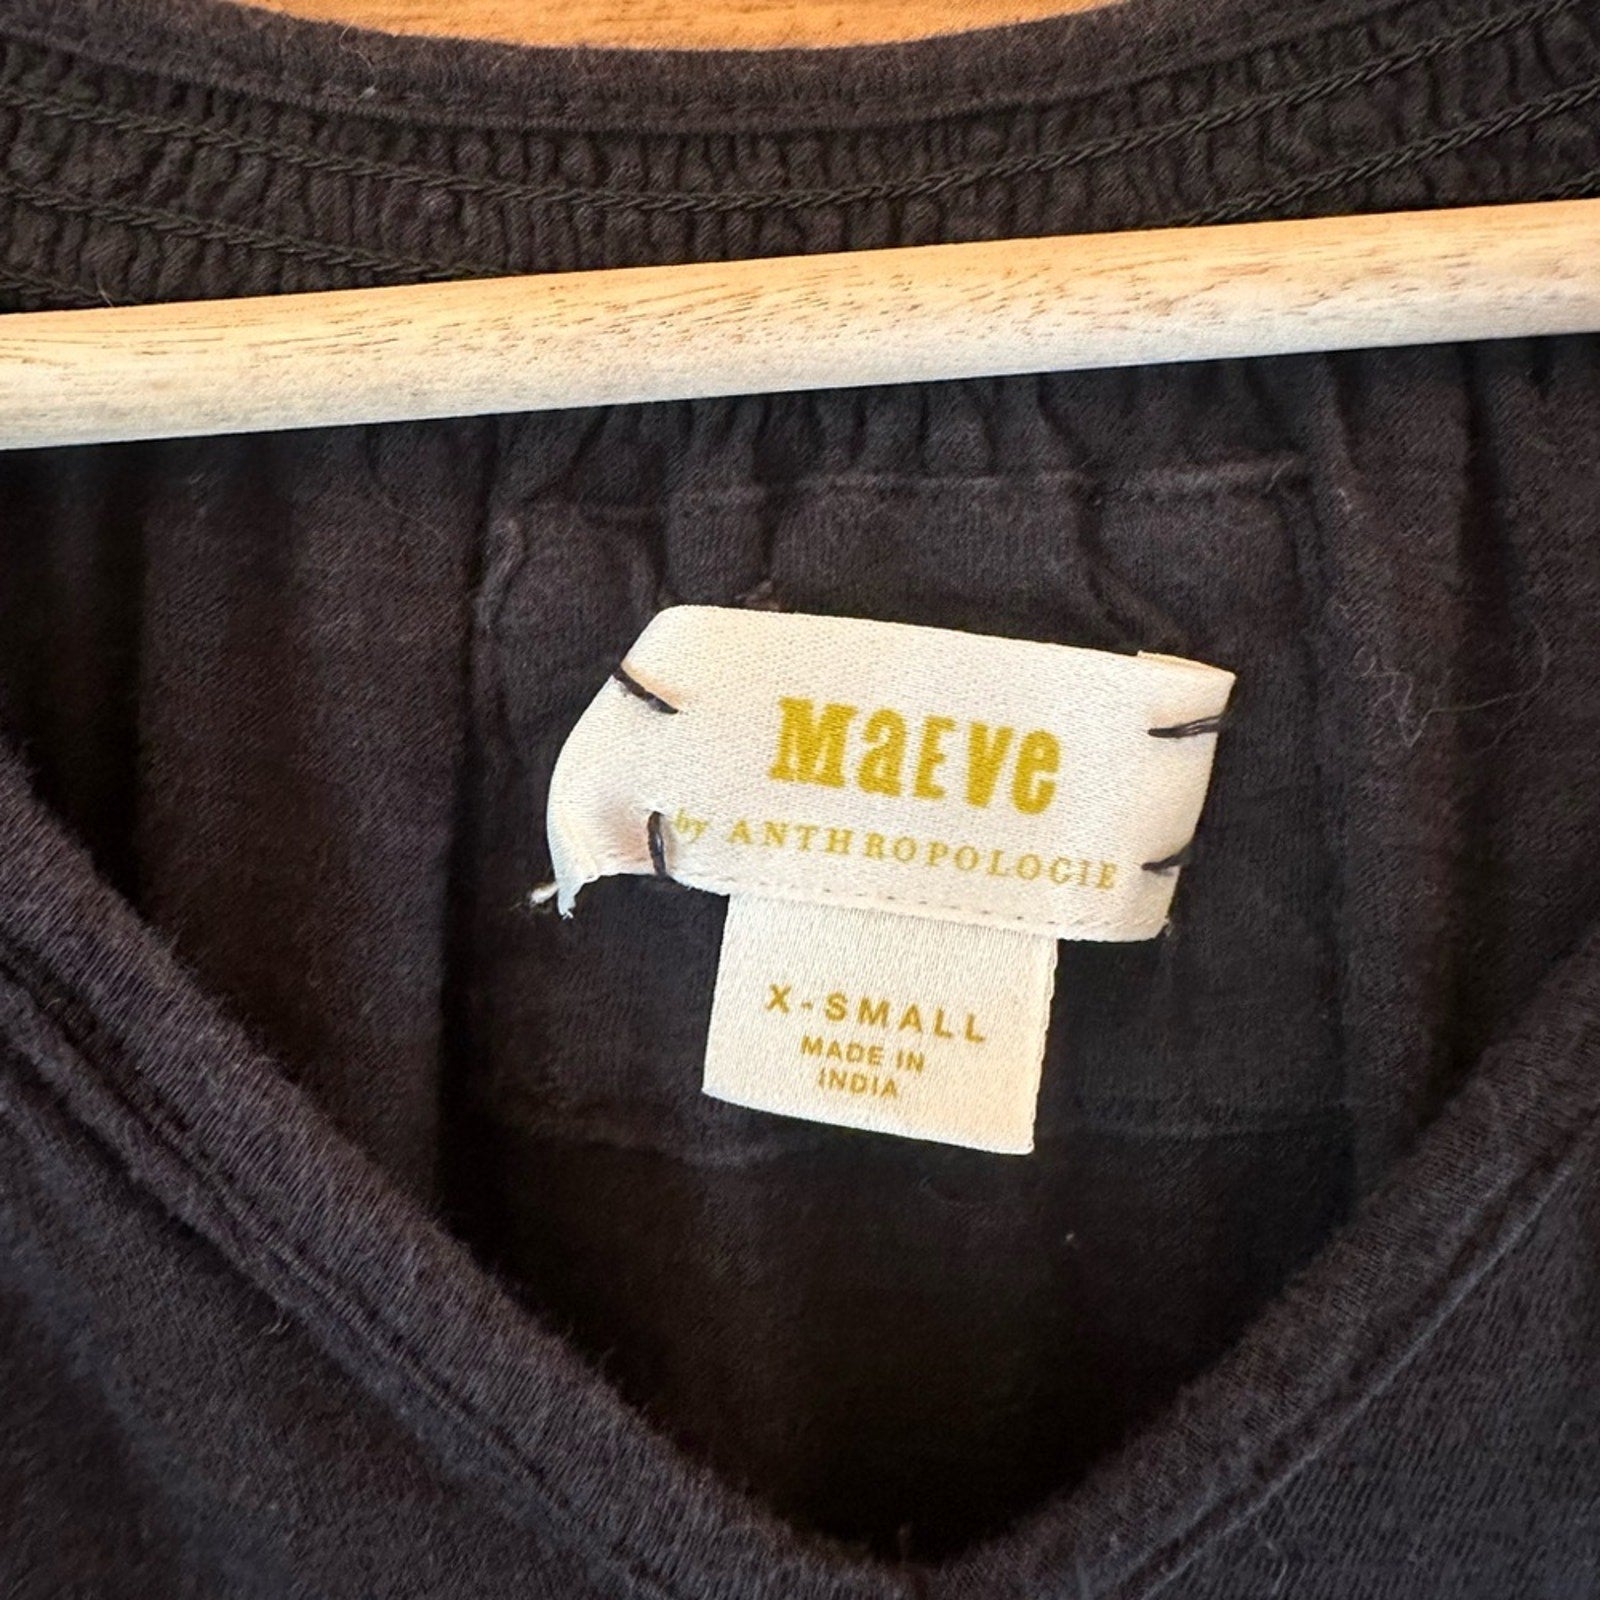 MaEve
by ANTHROPOLOGIE
X-SMALL
MADE IN
INDIA